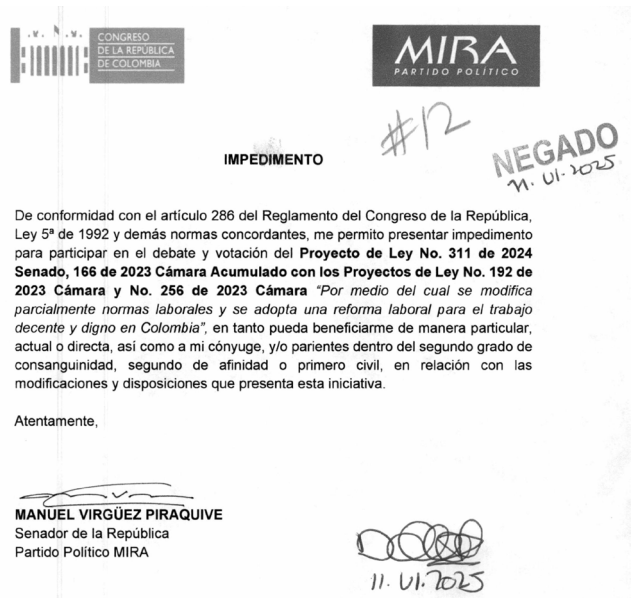 CONGRESO
DE LA REPÚBLICA
DE COLOMBIA
MIRA
PARTIDO POLÍTICO
#12
NEGADO
11. VI-2025
IMPEDIMENTO
De conformidad con el artículo 286 del Reglamento del Congreso de la República,
Ley 5ª de 1992 y demás normas concordantes, me permito presentar impedimento
para participar en el debate y votación del Proyecto de Ley No. 311 de 2024
Senado, 166 de 2023 Cámara Acumulado con los Proyectos de Ley No. 192 de
2023 Cámara y No. 256 de 2023 Cámara “Por medio del cual se modifica
parcialmente normas laborales y se adopta una reforma laboral para el trabajo
decente y digno en Colombia”, en tanto pueda beneficiarme de manera particular,
actual o directa, así como a mi cónyuge, y/o parientes dentro del segundo grado de
consanguinidad, segundo de afinidad o primero civil, en relación con las
modificaciones y disposiciones que presenta esta iniciativa.
Atentamente,
MANUEL VIRGÜEZ PIRAQUIVE
Senador de la República
Partido Político MIRA
11. VI.2025